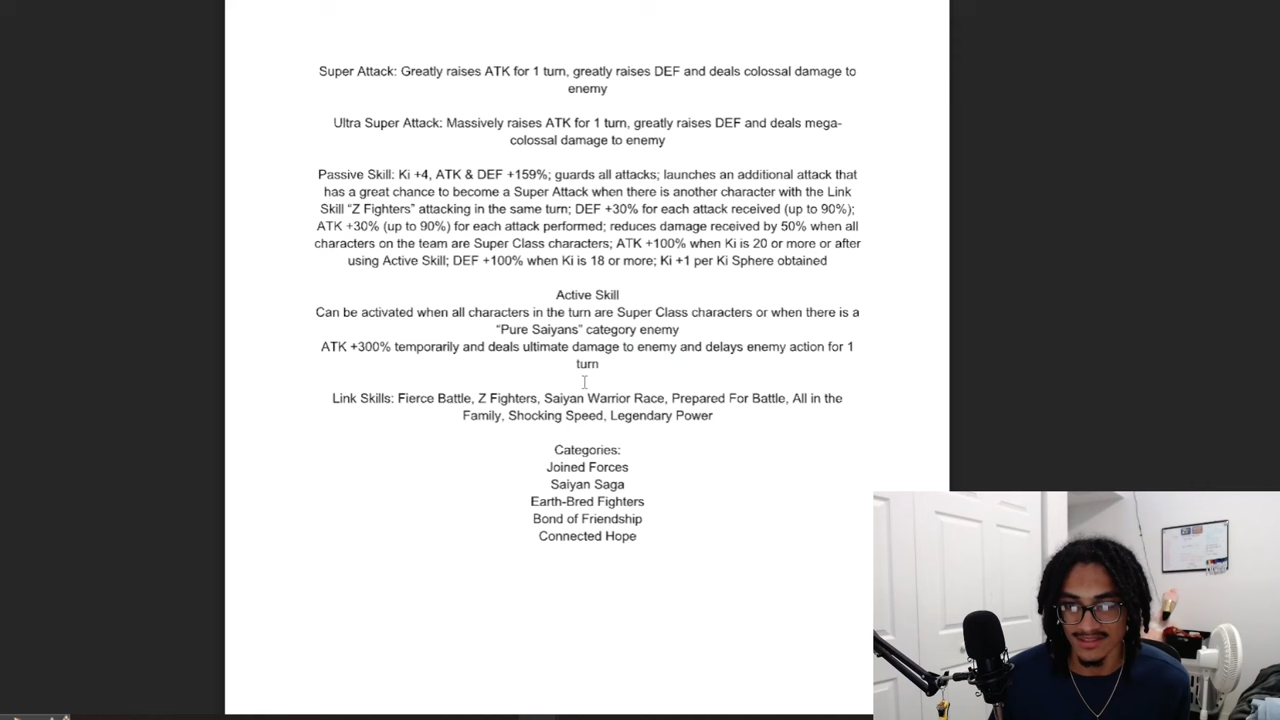 Super Attack: Greatly raises ATK for 1 turn, greatly raises DEF and deals colossal damage to
enemy
Ultra Super Attack: Massively raises ATK for 1 turn, greatly raises DEF and deals mega-
colossal damage to enemy
Passive Skill: Ki +4, ATK & DEF +159%; guards all attacks; launches an additional attack that
has a great chance to become a Super Attack when there is another character with the Link
Skill “Z Fighters” attacking in the same turn; DEF +30% for each attack received (up to 90%);
ATK +30% (up to 90%) for each attack performed; reduces damage received by 50% when all
characters on the team are Super Class characters; ATK +100% when Ki is 20 or more or after
using Active Skill; DEF +100% when Ki is 18 or more; Ki +1 per Ki Sphere obtained
Active Skill
Can be activated when all characters in the turn are Super Class characters or when there is a
“Pure Saiyans” category enemy
ATK +300% temporarily and deals ultimate damage to enemy and delays enemy action for 1
turn
Link Skills: Fierce Battle, Z Fighters, Saiyan Warrior Race, Prepared For Battle, All in the
Family, Shocking Speed, Legendary Power
Categories:
Joined Forces
Saiyan Saga
Earth-Bred Fighters
Bond of Friendship
Connected Hope